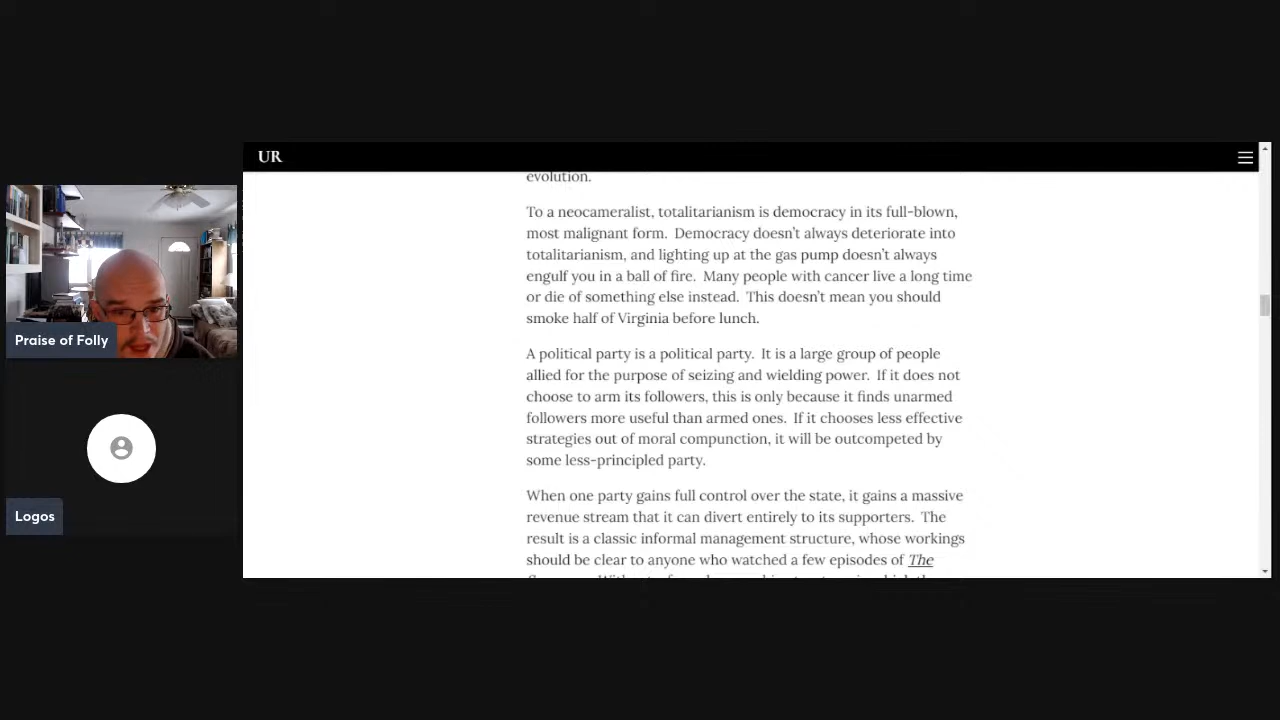 UR
evolution.
To a neocameralist, totalitarianism is democracy in its full-blown,
most malignant form.  Democracy doesn’t always deteriorate into
totalitarianism, and lighting up at the gas pump doesn’t always
engulf you in a ball of fire.  Many people with cancer live a long time
or die of something else instead.  This doesn’t mean you should
smoke half of Virginia before lunch.
A political party is a political party.  It is a large group of people
allied for the purpose of seizing and wielding power.  If it does not
choose to arm its followers, this is only because it finds unarmed
followers more useful than armed ones.  If it chooses less effective
strategies out of moral compunction, it will be outcompeted by
some less-principled party.
When one party gains full control over the state, it gains a massive
revenue stream that it can divert entirely to its supporters.  The
result is a classic informal management structure, whose workings
should be clear to anyone who watched a few episodes of The
Praise of Folly
Logos